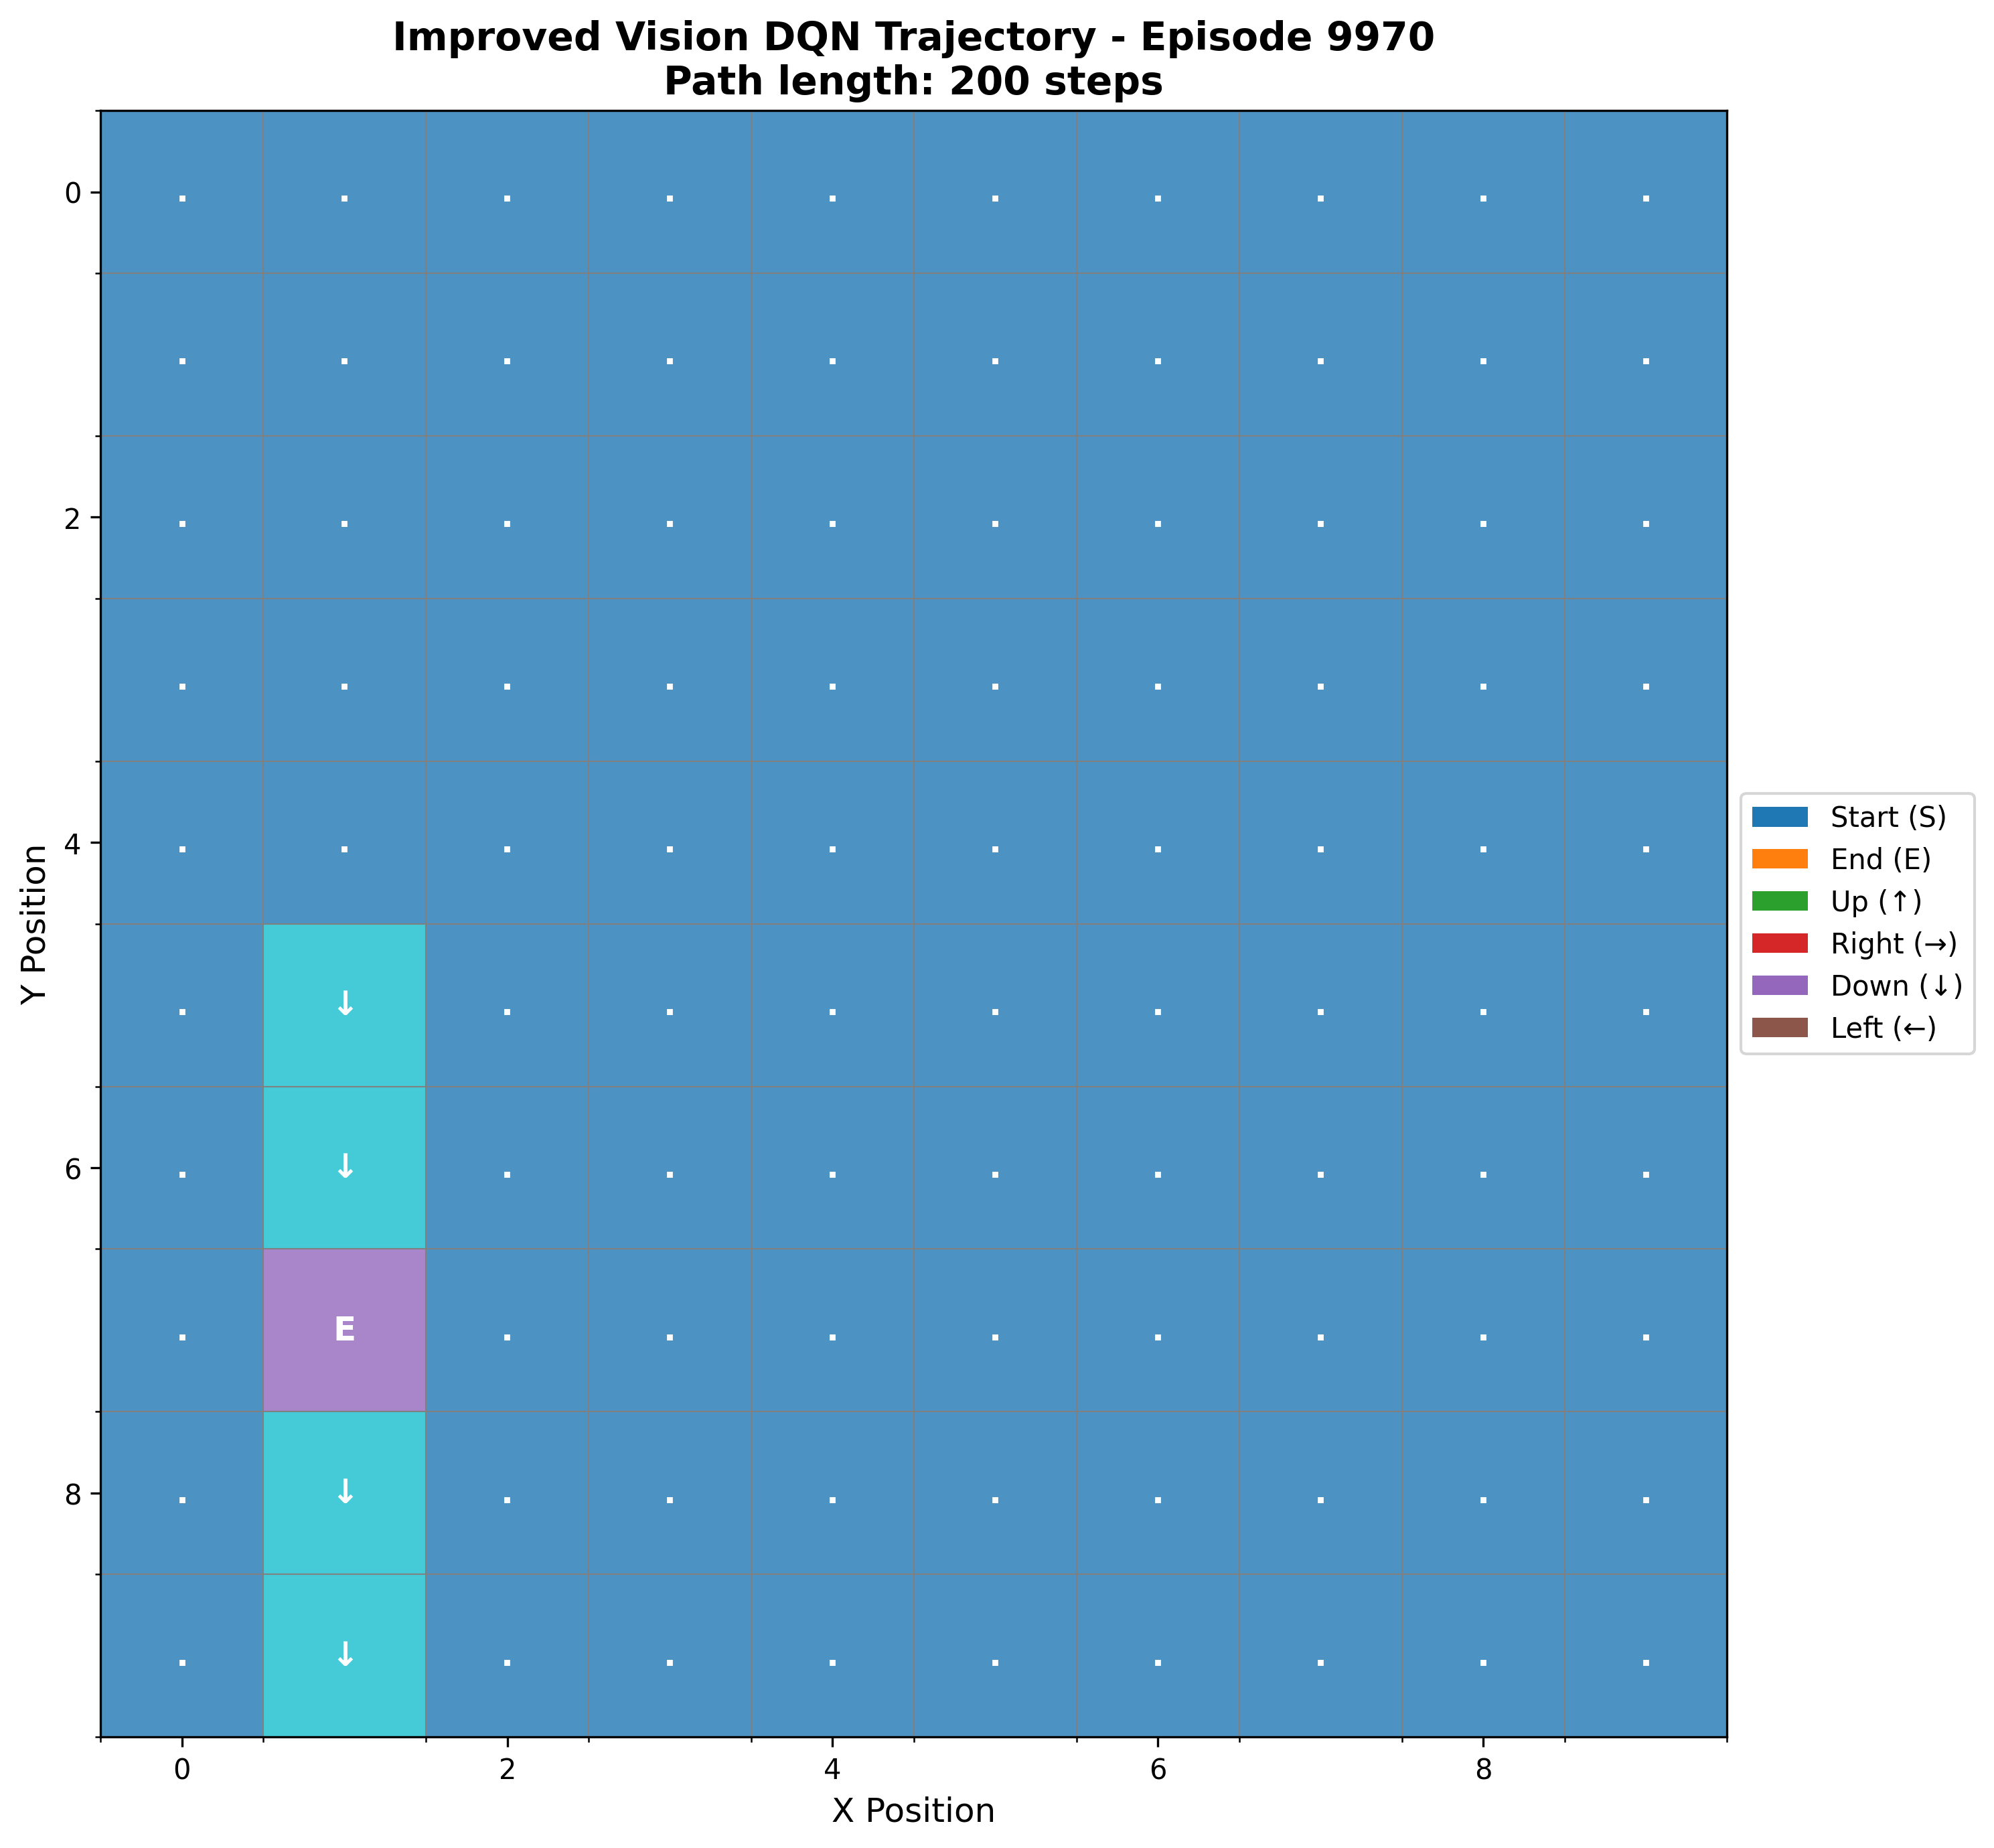 Improved Vision DQN Trajectory - Episode 9970
Path length: 200 steps
0
2
4
6
8
Y Position
↓
↓
E
↓
↓
0 2 4 6 8
X Position
Start (S)
End (E)
Up (↑)
Right (→)
Down (↓)
Left (←)